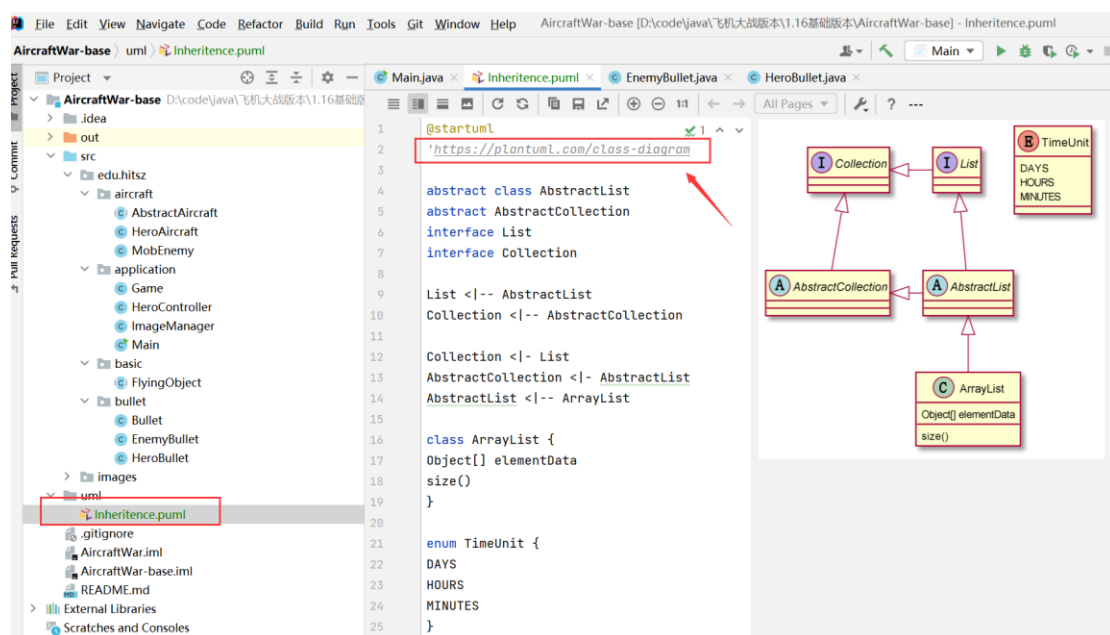 File Edit View Navigate Code Refactor Build Run Tools Git Window Help AircraftWar-base [D:\code\java\飞机大战版本\1.16基础版本\AircraftWar-base] - Inheritence.puml
AircraftWar-base 〉 uml 〉 Inheritence.puml
Main
Project
Main.java × Inheritence.puml × EnemyBullet.java × HeroBullet.java ×
1:1 All Pages ? ...
Project
Commit
Pull Requests
AircraftWar-base D:\code\java\飞机大战版本\1.16基础版
.idea
out
src
edu.hitsz
aircraft
AbstractAircraft
HeroAircraft
MobEnemy
application
Game
HeroController
ImageManager
Main
basic
FlyingObject
bullet
Bullet
EnemyBullet
HeroBullet
images
uml
Inheritence.puml
.gitignore
AircraftWar.iml
AircraftWar-base.iml
README.md
External Libraries
Scratches and Consoles
1 @startuml
1
2 'https://plantuml.com/class-diagram
3
4 abstract class AbstractList
5 abstract AbstractCollection
6 interface List
7 interface Collection
8
9 List <|-- AbstractList
10 Collection <|-- AbstractCollection
11
12 Collection <|- List
13 AbstractCollection <|- AbstractList
14 AbstractList <|-- ArrayList
15
16 class ArrayList {
17 Object[] elementData
18 size()
19 }
20
21 enum TimeUnit {
22 DAYS
23 HOURS
24 MINUTES
25 }
I Collection
I List
E TimeUnit
DAYS
HOURS
MINUTES
A AbstractCollection
A AbstractList
C ArrayList
Object[] elementData
size()